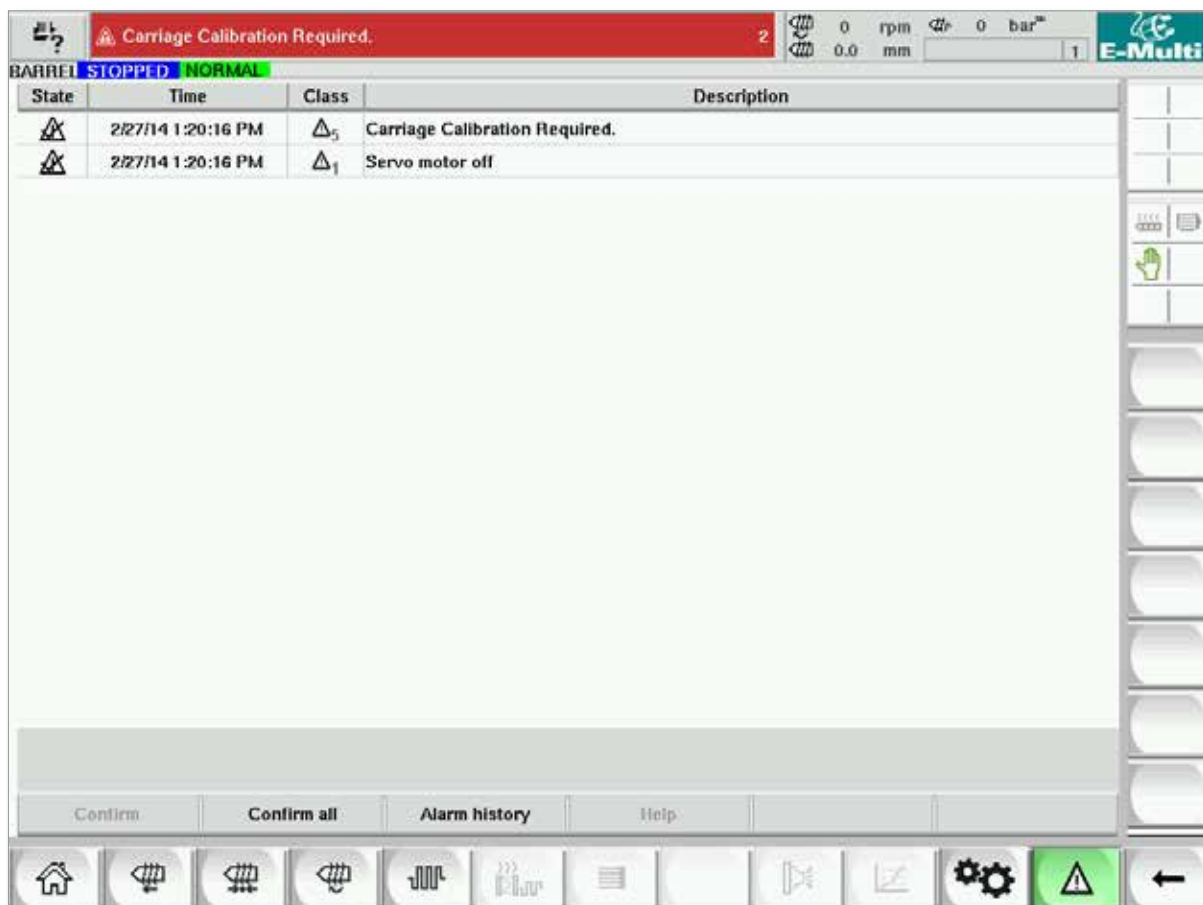 Carriage Calibration Required. 2
0 rpm 0 bar
0.0 mm 1
E-Multi
BARREL STOPPED NORMAL
State Time Class Description
2/27/14 1:20:16 PM 5 Carriage Calibration Required.
2/27/14 1:20:16 PM 1 Servo motor off
Confirm Confirm all Alarm history Help